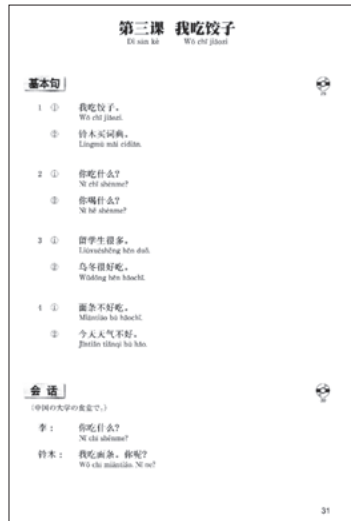 第三课 我吃饺子
Dì sān kè Wǒ chī jiǎozi
基本句
1 ① 我吃饺子。
Wǒ chī jiǎozi.
② 铃木买词典。
Língmù mǎi cídiǎn.
2 ① 你吃什么？
Nǐ chī shénme?
② 你喝什么？
Nǐ hē shénme?
3 ① 留学生很多。
Liúxuéshēng hěn duō.
② 乌冬很好吃。
Wūdōng hěn hǎochī.
4 ① 面条不好吃。
Miàntiáo bù hǎochī.
② 今天天气不好。
Jīntiān tiānqì bù hǎo.
会话
（中国の大学の食堂で。）
李： 你吃什么？
Nǐ chī shénme?
铃木： 我吃面条。你呢？
Wǒ chī miàntiáo. Nǐ ne?
31